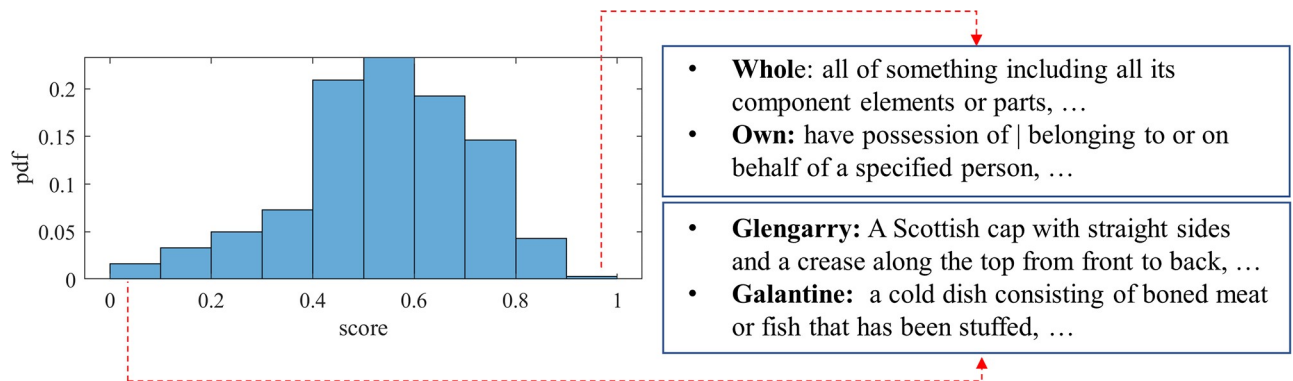 0.2
0.15
0.1
0.05
0
pdf
0 0.2 0.4 0.6 0.8 1
score
• Whole: all of something including all its
component elements or parts, …
• Own: have possession of | belonging to or on
behalf of a specified person, …
• Glengarry: A Scottish cap with straight sides
and a crease along the top from front to back, …
• Galantine: a cold dish consisting of boned meat
or fish that has been stuffed, …